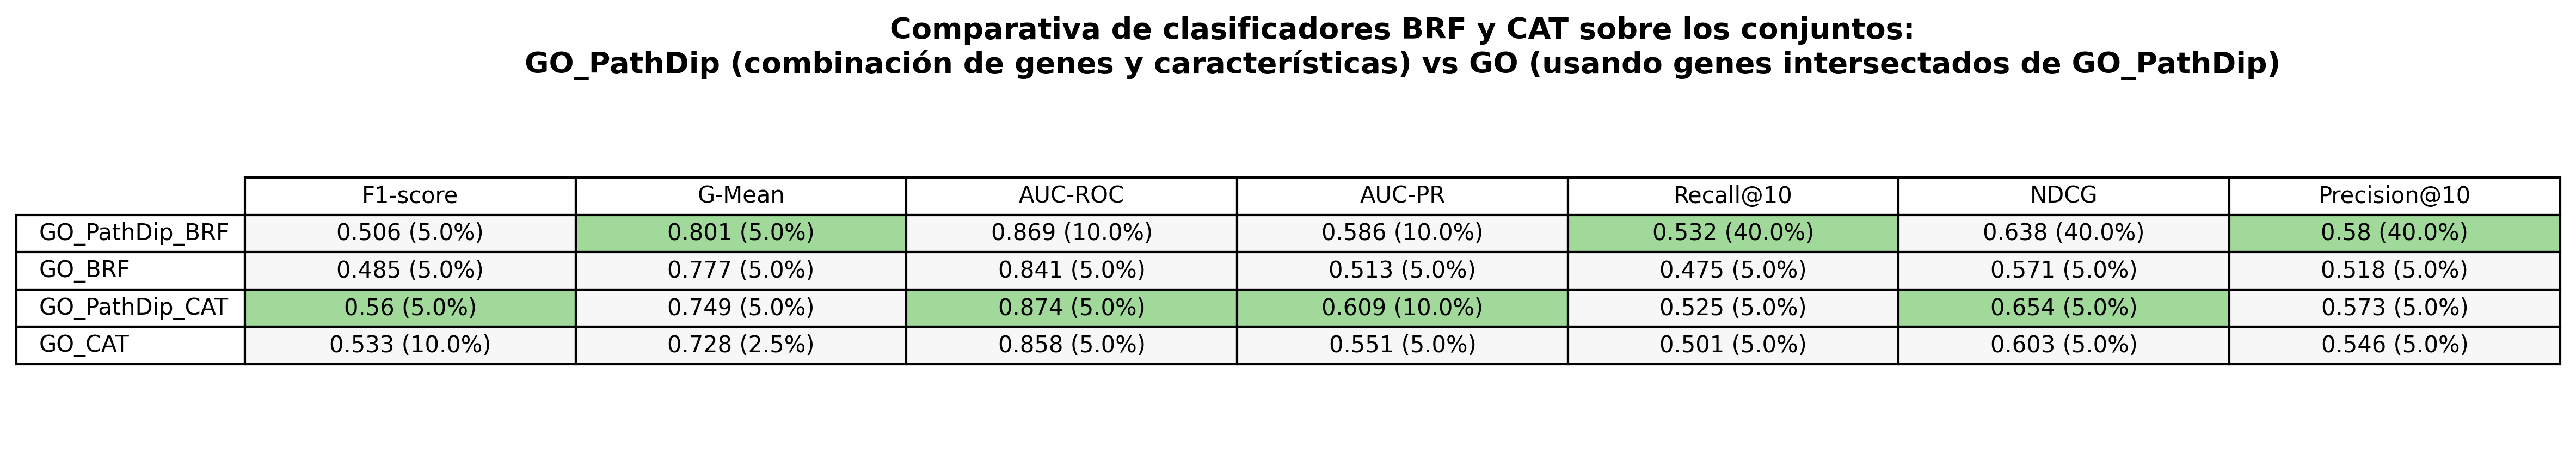 Comparativa de clasificadores BRF y CAT sobre los conjuntos:
GO_PathDip (combinación de genes y características) vs GO (usando genes intersectados de GO_PathDip)
F1-score G-Mean AUC-ROC AUC-PR Recall@10 NDCG Precision@10
GO_PathDip_BRF 0.506 (5.0%) 0.801 (5.0%) 0.869 (10.0%) 0.586 (10.0%) 0.532 (40.0%) 0.638 (40.0%) 0.58 (40.0%)
GO_BRF 0.485 (5.0%) 0.777 (5.0%) 0.841 (5.0%) 0.513 (5.0%) 0.475 (5.0%) 0.571 (5.0%) 0.518 (5.0%)
GO_PathDip_CAT 0.56 (5.0%) 0.749 (5.0%) 0.874 (5.0%) 0.609 (10.0%) 0.525 (5.0%) 0.654 (5.0%) 0.573 (5.0%)
GO_CAT 0.533 (10.0%) 0.728 (2.5%) 0.858 (5.0%) 0.551 (5.0%) 0.501 (5.0%) 0.603 (5.0%) 0.546 (5.0%)